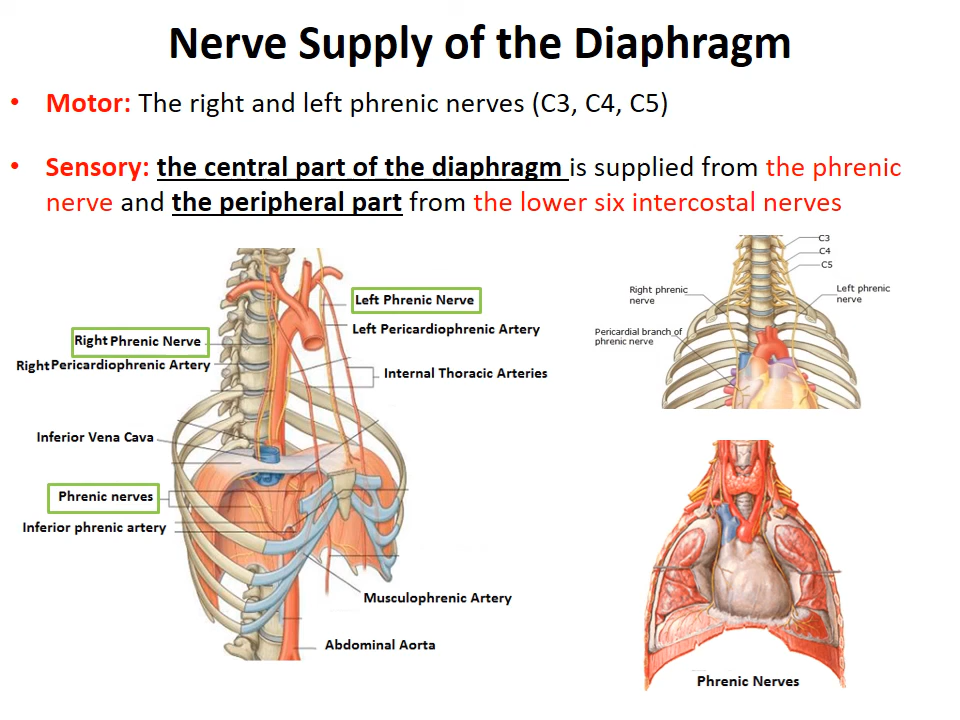 Nerve Supply of the Diaphragm
• Motor: The right and left phrenic nerves (C3, C4, C5)
• Sensory: the central part of the diaphragm is supplied from the phrenic
nerve and the peripheral part from the lower six intercostal nerves
Left Phrenic Nerve
Left Pericardiophrenic Artery
Right Phrenic Nerve
Right Pericardiophrenic Artery
Internal Thoracic Arteries
Inferior Vena Cava
Phrenic nerves
Inferior phrenic artery
Musculophrenic Artery
Abdominal Aorta
C3
C4
C5
Right phrenic
nerve
Left phrenic
nerve
Pericardial branch of
phrenic nerve
Phrenic Nerves